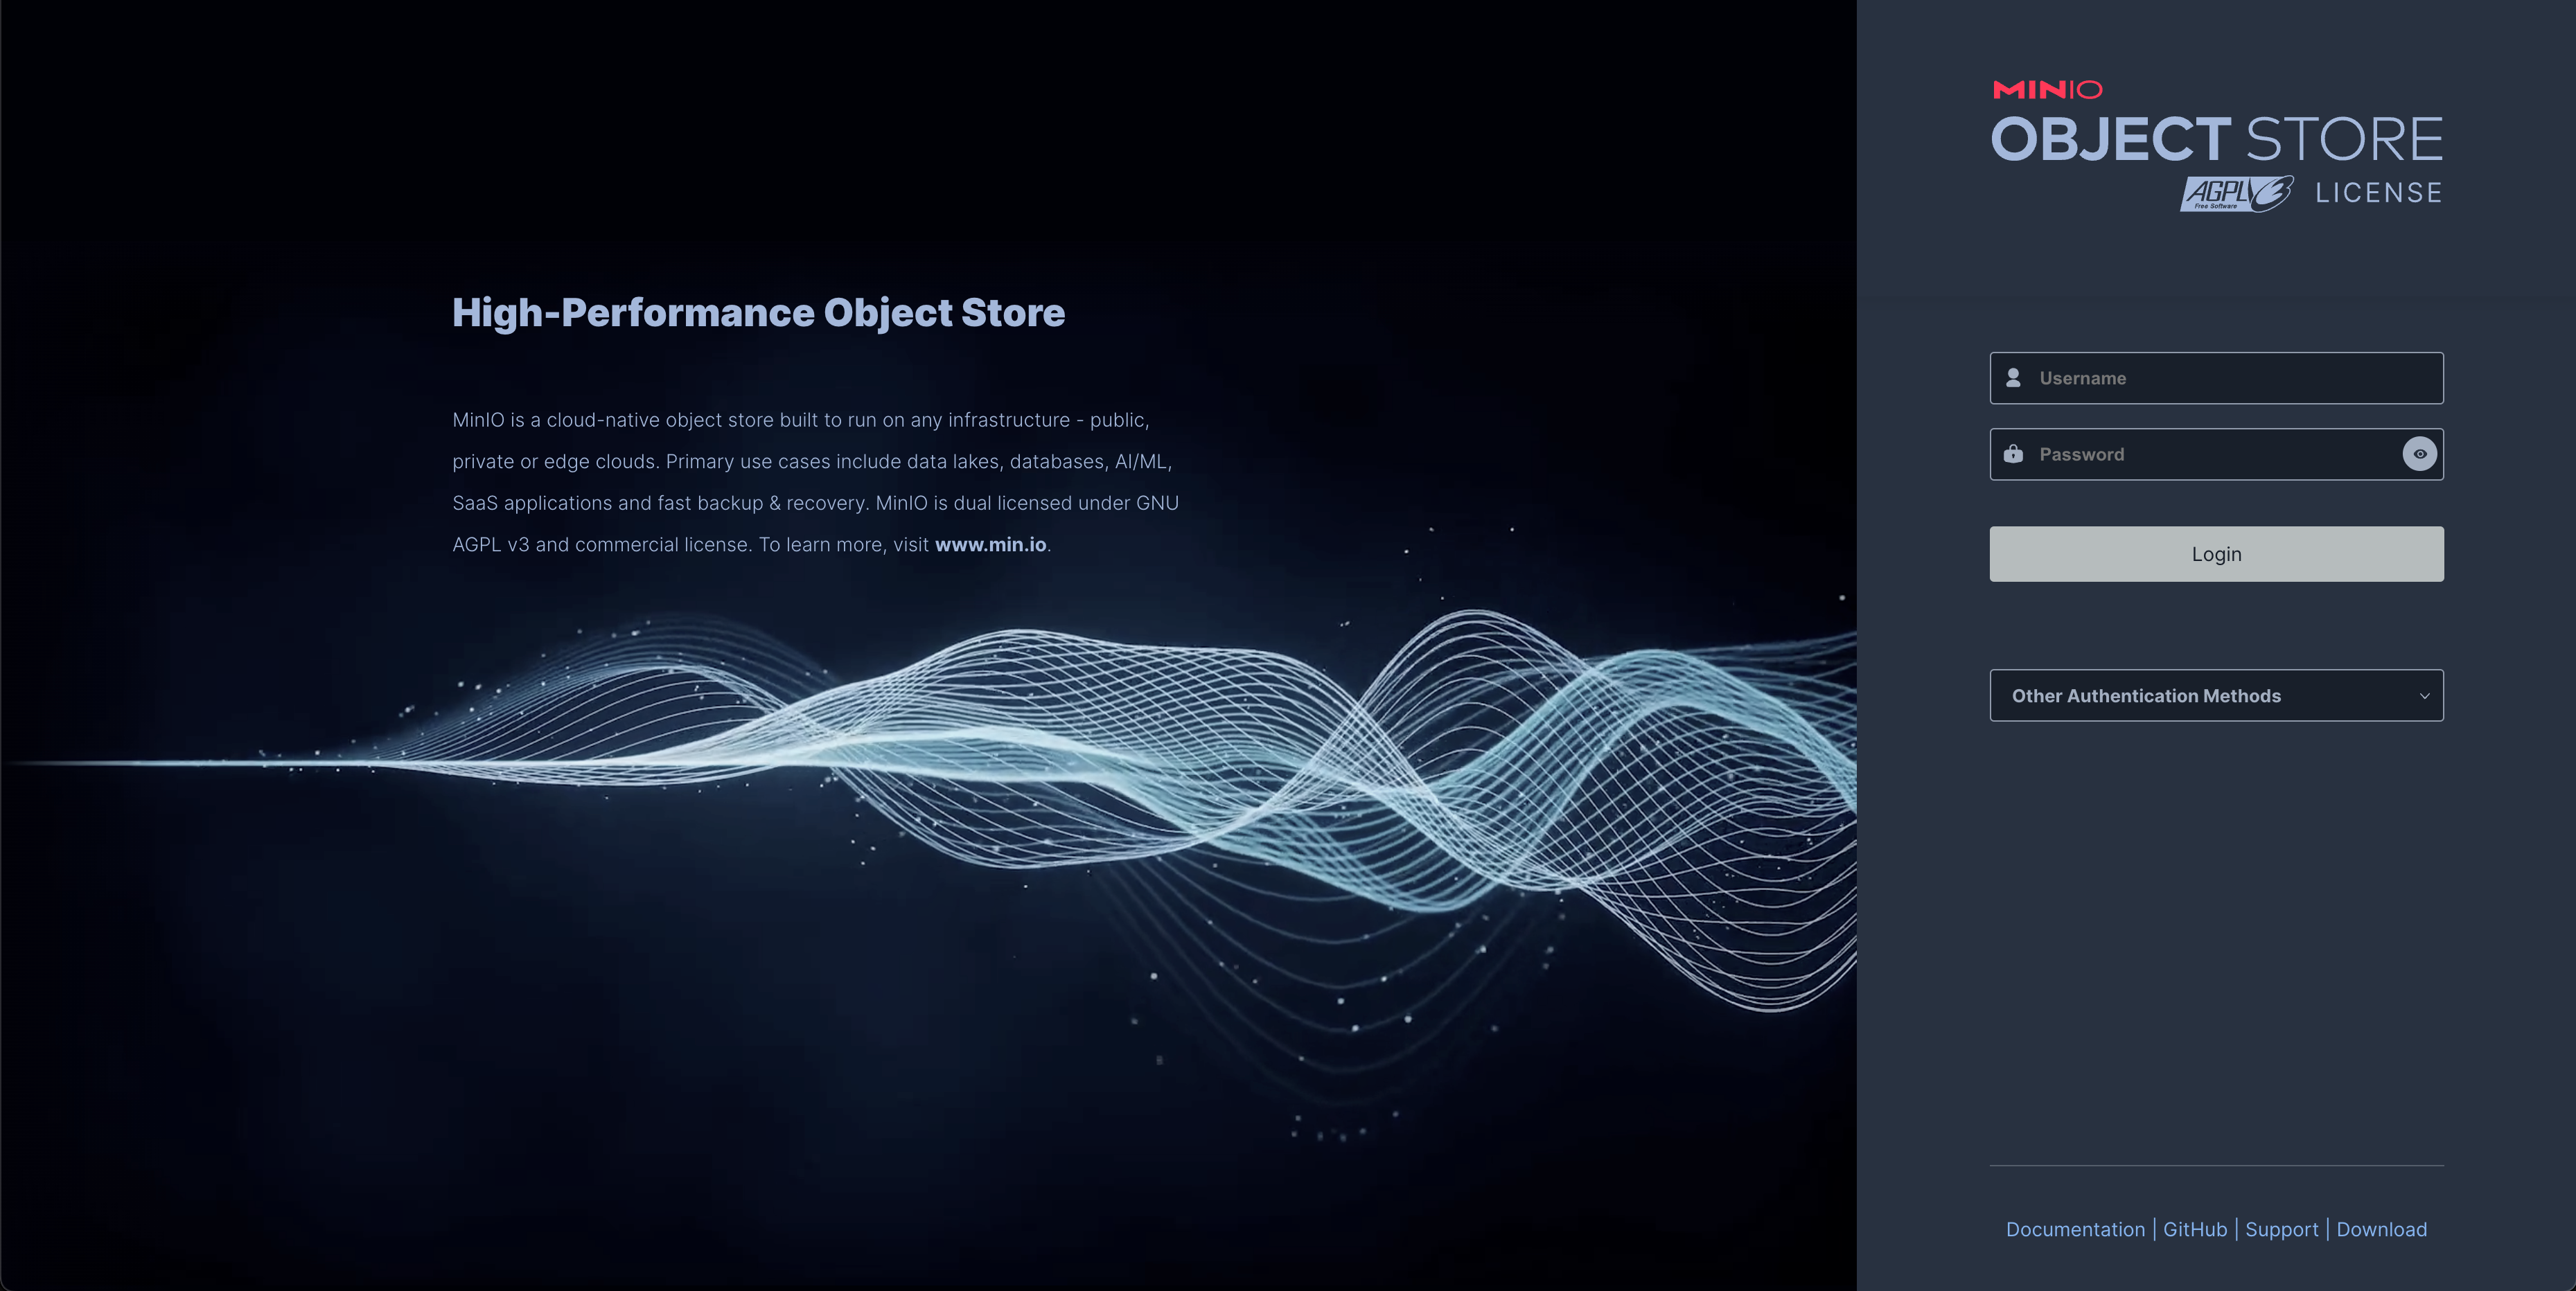 High-Performance Object Store
MinIO is a cloud-native object store built to run on any infrastructure - public,
private or edge clouds. Primary use cases include data lakes, databases, AI/ML,
SaaS applications and fast backup & recovery. MinIO is dual licensed under GNU
AGPL v3 and commercial license. To learn more, visit www.min.io.
MINIO
OBJECT STORE
AGPL V3 LICENSE
Free Software
Username
Password
Login
Other Authentication Methods
Documentation | GitHub | Support | Download